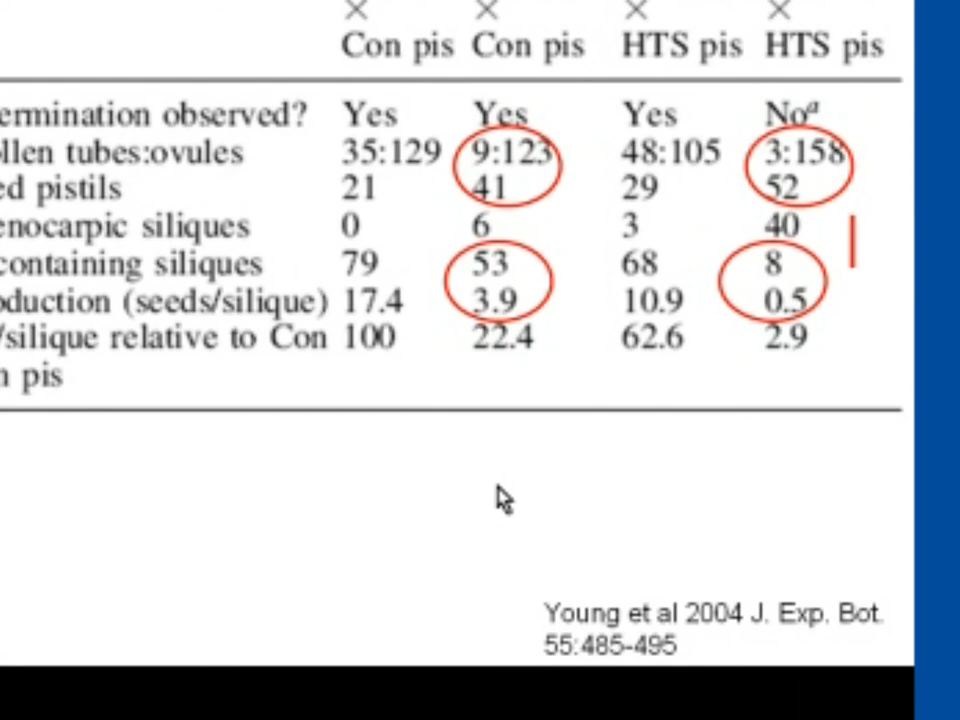 × × × ×
Con pis Con pis HTS pis HTS pis
ermination observed? Yes Yes Yes Noᵃ
llen tubes:ovules 35:129 9:123 48:105 3:158
ed pistils 21 41 29 52
enocarpic siliques 0 6 3 40
containing siliques 79 53 68 8
oduction (seeds/silique) 17.4 3.9 10.9 0.5
/silique relative to Con 100 22.4 62.6 2.9
n pis
Young et al 2004 J. Exp. Bot.
55:485-495